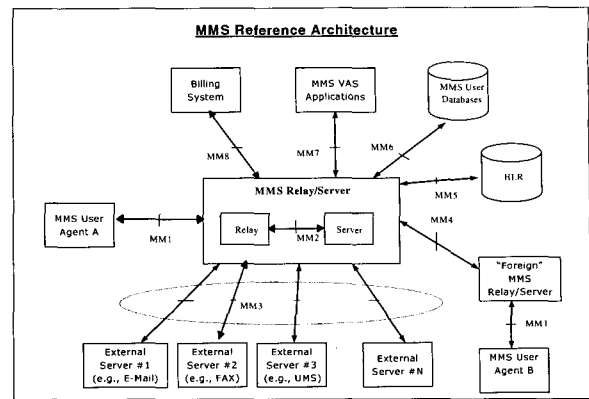 MMS Reference Architecture
Billing
System
MMS VAS
Applications
MMS User
Databases
MM8
MM7
MM6
HLR
MMS Relay/Server
MM5
MM4
MMS User
Agent A
MM1
Relay
MM2
Server
"Foreign"
MMS
Relay/Server
MM3
MM1
External
Server #1
(e.g., E-Mail)
External
Server #2
(e.g., FAX)
External
Server #3
(e.g., UMS)
External
Server #N
MMS User
Agent B